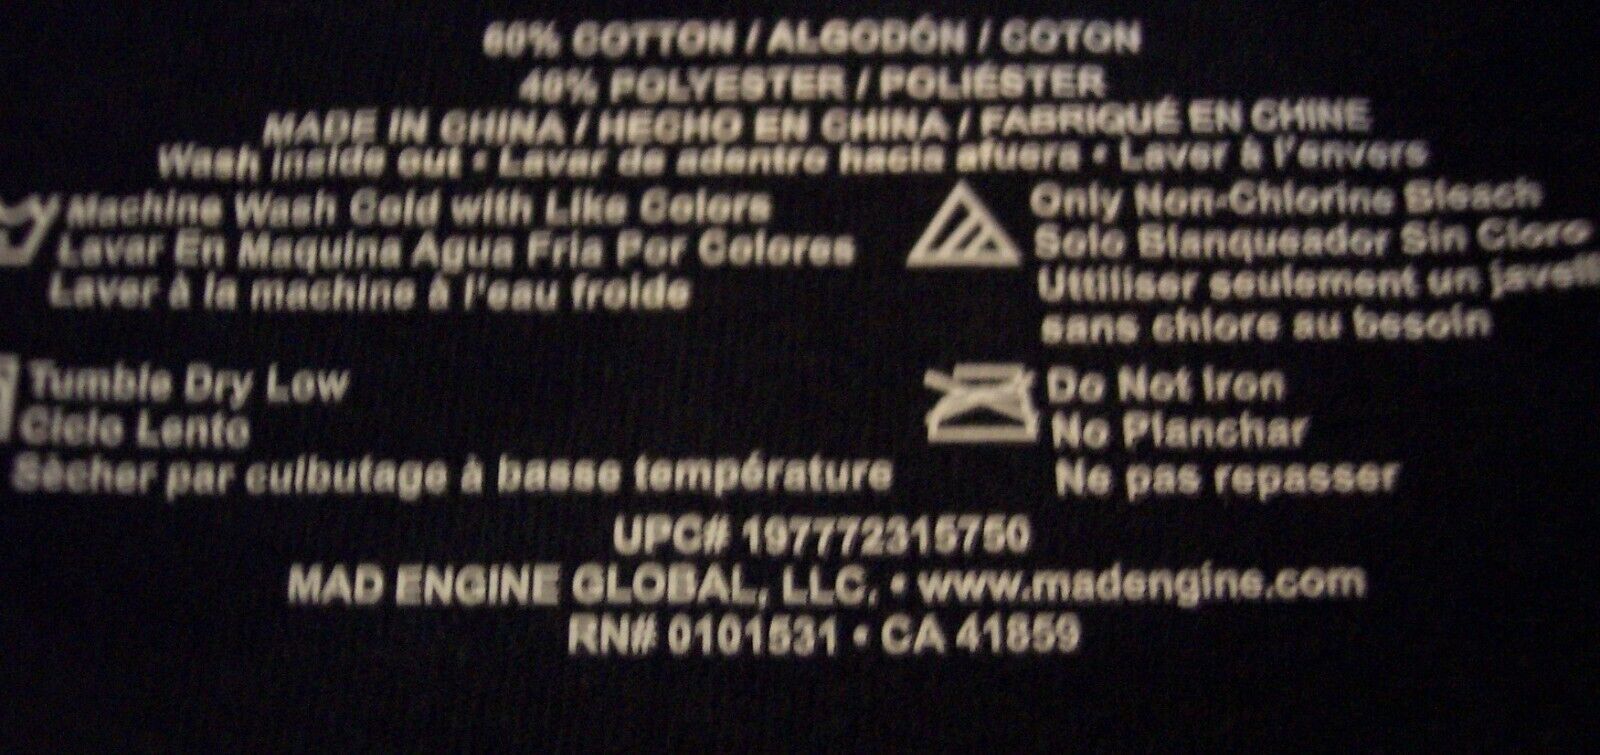 60% COTTON / ALGODÓN / COTON
40% POLYESTER / POLIÉSTER
MADE IN CHINA / HECHO EN CHINA / FABRIQUÉ EN CHINE
Wash inside out • Lavar de adentro hacia afuera • Laver à l'envers
Machine Wash Cold with Like Colors
Lavar En Maquina Agua Fria Por Colores
Laver à la machine à l'eau froide
Only Non-Chlorine Bleach
Solo Blanqueador Sin Cloro
Uttiliser seulement un javell
sans chlore au besoin
Tumble Dry Low
Ciclo Lento
Sècher par culbutage à basse température
Do Not Iron
No Planchar
Ne pas repasser
UPC# 197772315750
MAD ENGINE GLOBAL, LLC. • www.madengine.com
RN# 0101531 • CA 41859